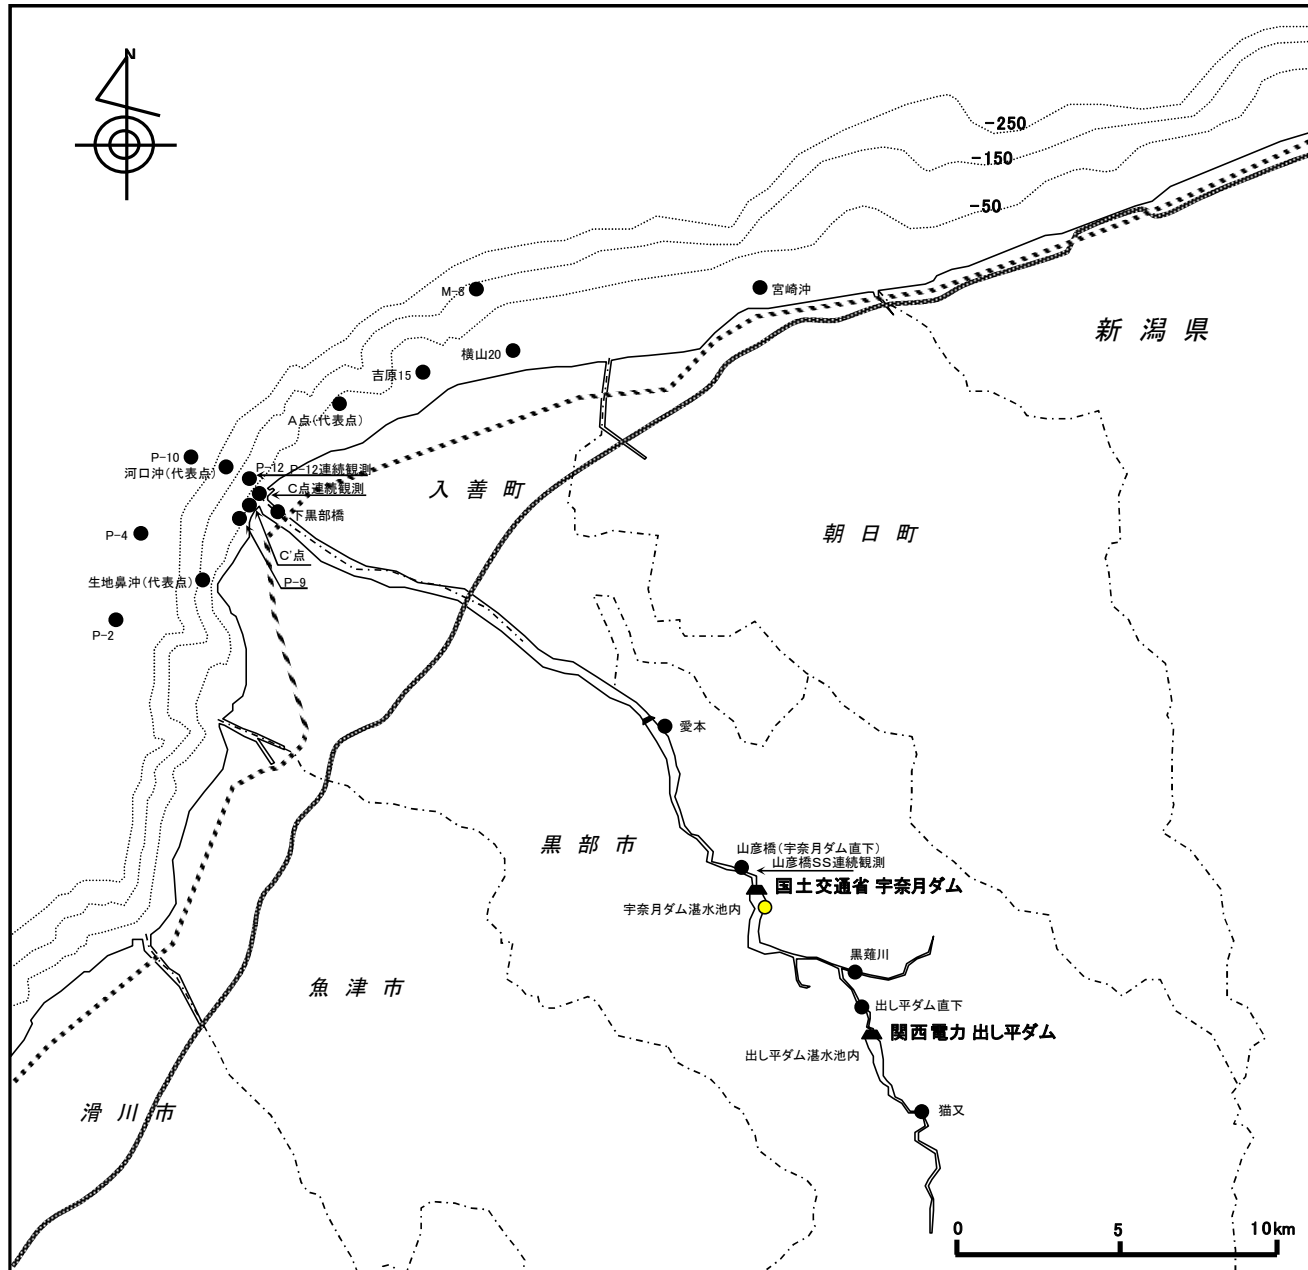 N
-250
-150
-50
新潟県
宮崎沖
M-8
横山20
吉原15
A点(代表点)
P-10
河口沖(代表点)
P-12
P-12連続観測
C点連続観測
下黒部橋
入善町
朝日町
P-4
C'点
P-9
生地鼻沖(代表点)
P-2
愛本
黒部市
山彦橋(宇奈月ダム直下)
山彦橋SS連続観測
国土交通省 宇奈月ダム
宇奈月ダム湛水池内
黒薙川
魚津市
出し平ダム直下
関西電力 出し平ダム
出し平ダム湛水池内
滑川市
猫又
0 5 10km